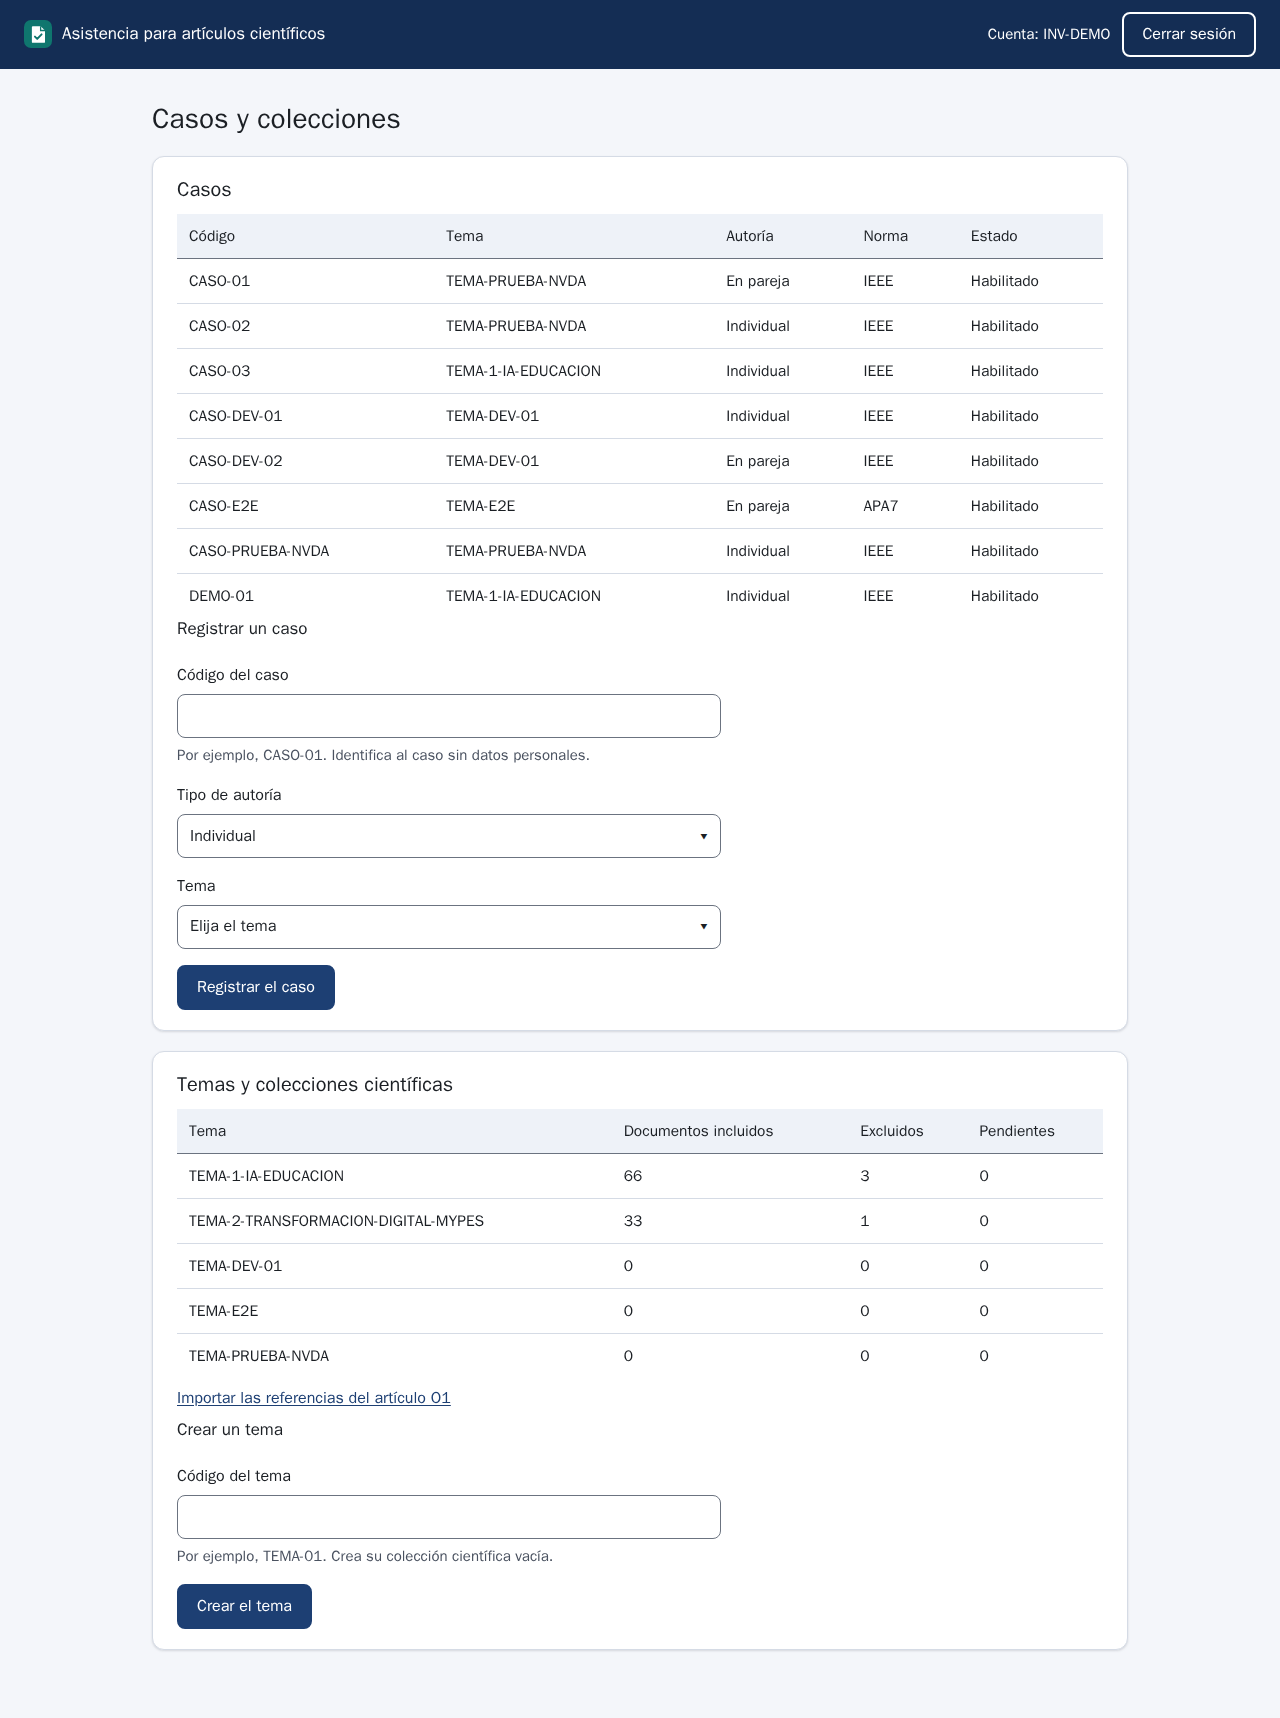 Asistencia para artículos científicos
Cuenta: INV-DEMO
Cerrar sesión
Casos y colecciones
Casos
Código Tema Autoría Norma Estado
CASO-01 TEMA-PRUEBA-NVDA En pareja IEEE Habilitado
CASO-02 TEMA-PRUEBA-NVDA Individual IEEE Habilitado
CASO-03 TEMA-1-IA-EDUCACION Individual IEEE Habilitado
CASO-DEV-01 TEMA-DEV-01 Individual IEEE Habilitado
CASO-DEV-02 TEMA-DEV-01 En pareja IEEE Habilitado
CASO-E2E TEMA-E2E En pareja APA7 Habilitado
CASO-PRUEBA-NVDA TEMA-PRUEBA-NVDA Individual IEEE Habilitado
DEMO-01 TEMA-1-IA-EDUCACION Individual IEEE Habilitado
Registrar un caso
Código del caso
Por ejemplo, CASO-01. Identifica al caso sin datos personales.
Tipo de autoría
Individual
Tema
Elija el tema
Registrar el caso
Temas y colecciones científicas
Tema Documentos incluidos Excluidos Pendientes
TEMA-1-IA-EDUCACION 66 3 0
TEMA-2-TRANSFORMACION-DIGITAL-MYPES 33 1 0
TEMA-DEV-01 0 0 0
TEMA-E2E 0 0 0
TEMA-PRUEBA-NVDA 0 0 0
Importar las referencias del artículo 01
Crear un tema
Código del tema
Por ejemplo, TEMA-01. Crea su colección científica vacía.
Crear el tema